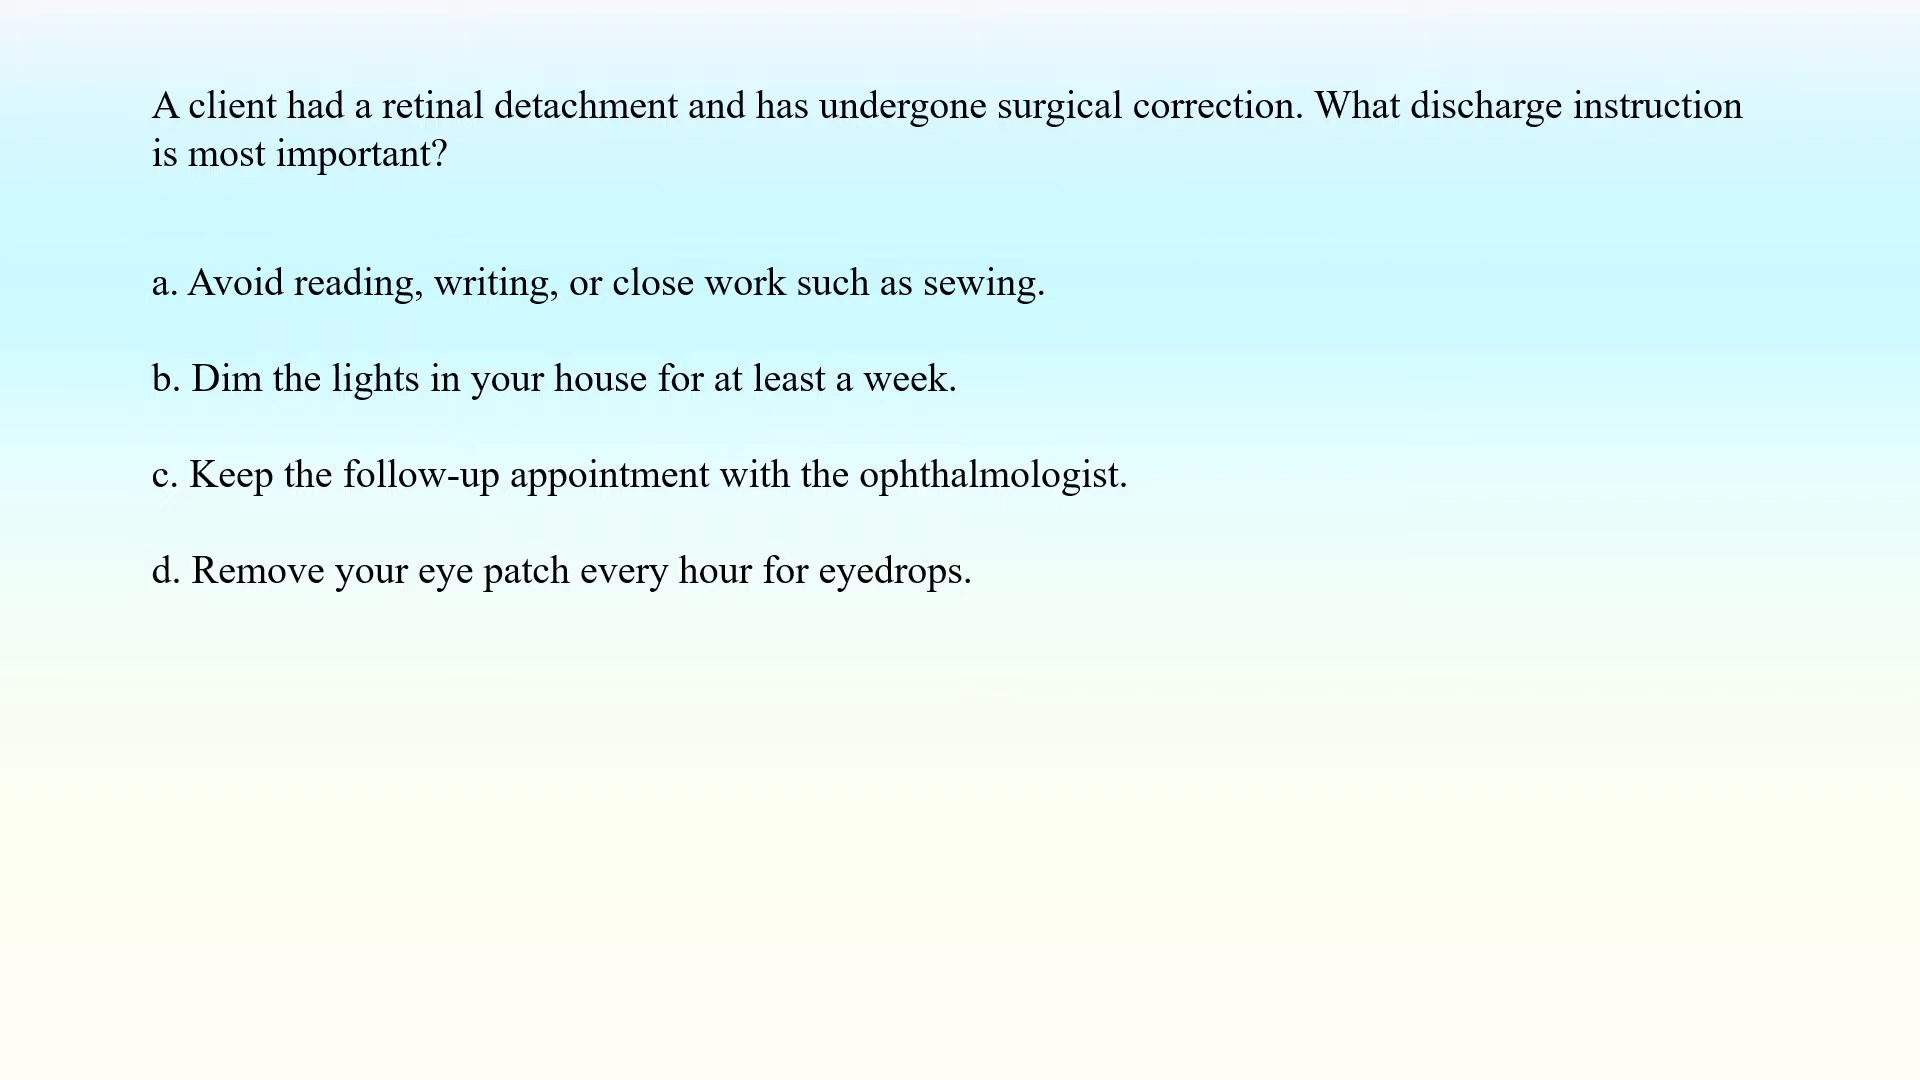 A client had a retinal detachment and has undergone surgical correction. What discharge instruction
is most important?
a. Avoid reading, writing, or close work such as sewing.
b. Dim the lights in your house for at least a week.
c. Keep the follow-up appointment with the ophthalmologist.
d. Remove your eye patch every hour for eyedrops.